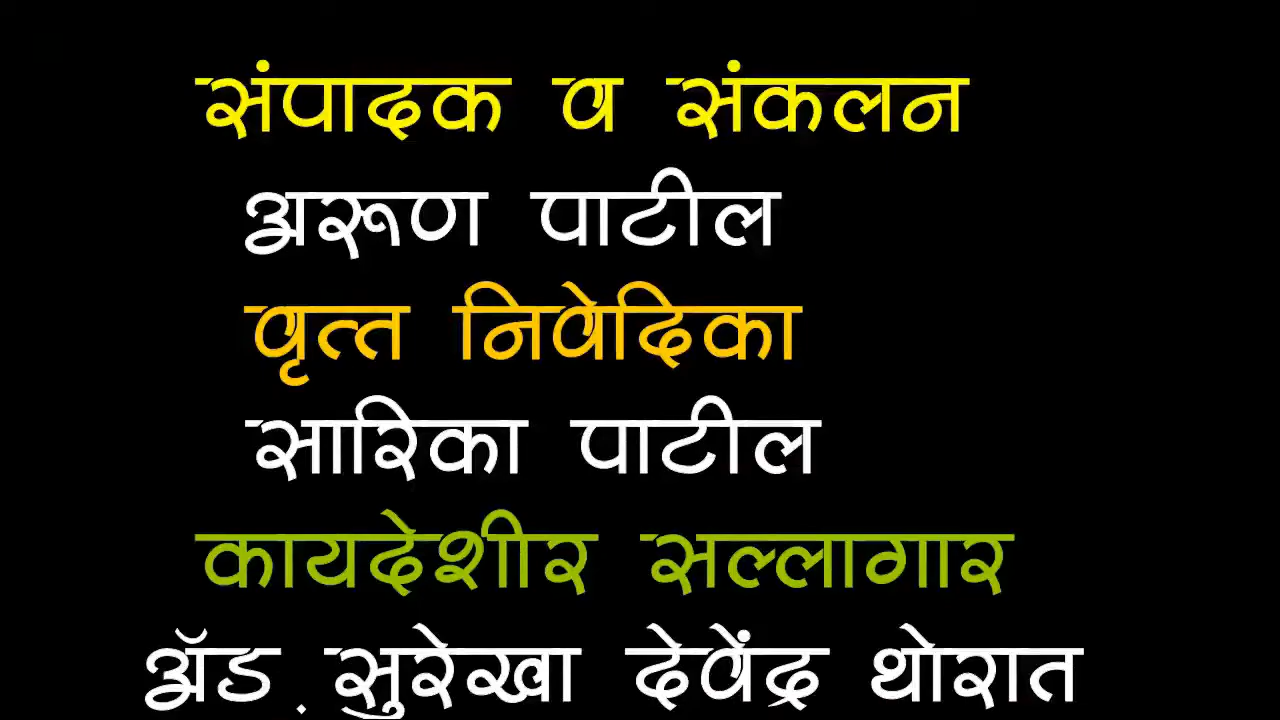 संपादक व संकलन
अरूण पाटील
वृत्त निवेदिका
सारिका पाटील
कायदेशीर सल्लागार
ॲड. सुरेखा देवेंद्र थोरात